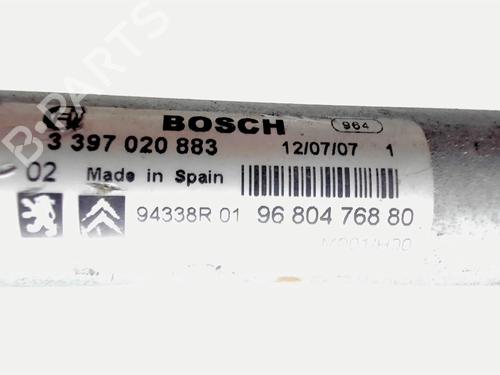 BOSCH 964
3 397 020 883 12/07/07 1
02 Made in Spain
94338R 01 96 804 768 80
B-PARTS